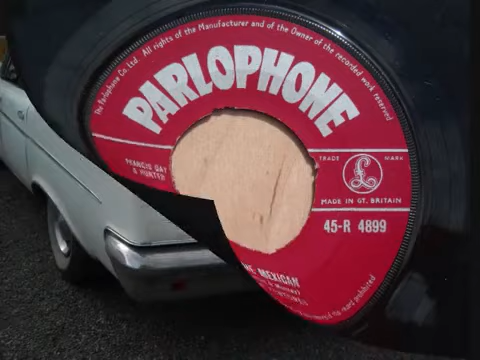 The Parlophone Co. Ltd. All rights of the Manufacturer and of the Owner of the recorded work reserved
PARLOPHONE
FRANCIS DAY
& HUNTER
TRADE MARK
£
MADE IN GT. BRITAIN
45-R 4899
MEXICAN
prohibited